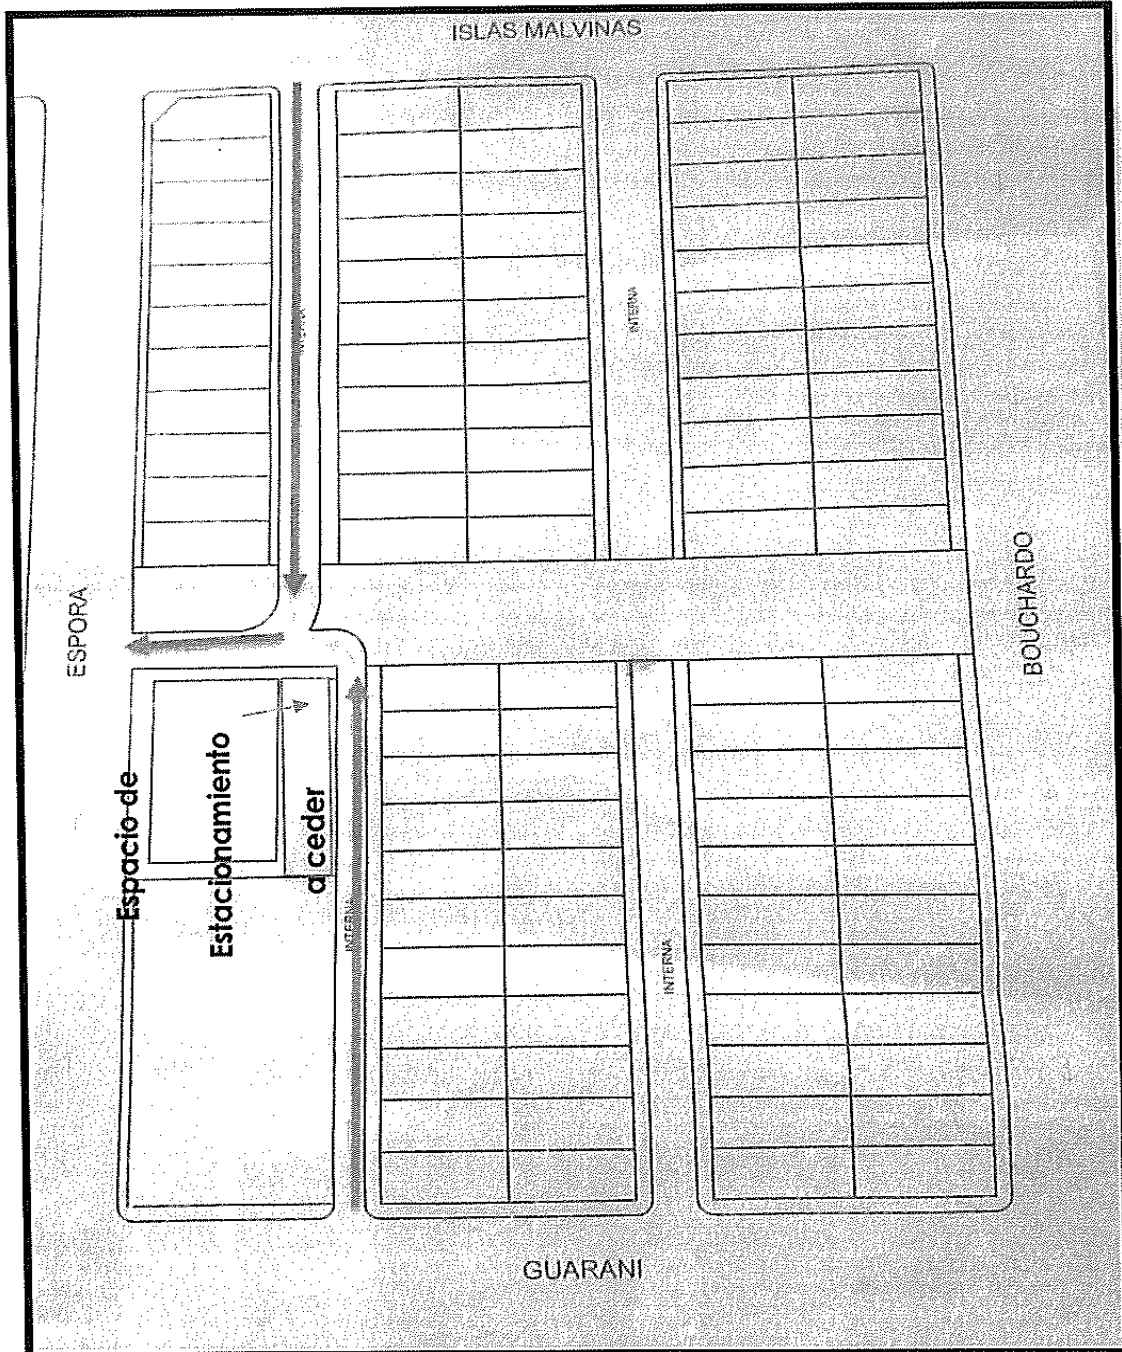 ISLAS MALVINAS
INTERNA
ESPORA
BOUCHARDO
Espacio de
Estacionamiento
a ceder
INTERNA
INTERNA
GUARANI